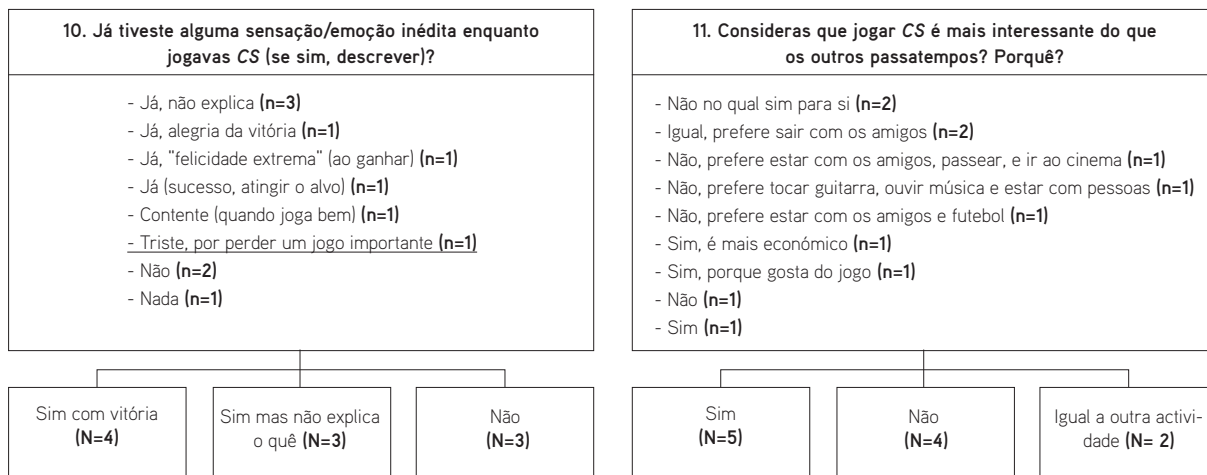 10. Já tiveste alguma sensação/emoção inédita enquanto
jogavas CS (se sim, descrever)?
- Já, não explica (n=3)
- Já, alegria da vitória (n=1)
- Já, "felicidade extrema" (ao ganhar) (n=1)
- Já (sucesso, atingir o alvo) (n=1)
- Contente (quando joga bem) (n=1)
- Triste, por perder um jogo importante (n=1)
- Não (n=2)
- Nada (n=1)
Sim com vitória
(N=4)
Sim mas não explica
o quê (N=3)
Não
(N=3)
11. Consideras que jogar CS é mais interessante do que
os outros passatempos? Porquê?
- Não no qual sim para si (n=2)
- Igual, prefere sair com os amigos (n=2)
- Não, prefere estar com os amigos, passear, e ir ao cinema (n=1)
- Não, prefere tocar guitarra, ouvir música e estar com pessoas (n=1)
- Não, prefere estar com os amigos e futebol (n=1)
- Sim, é mais económico (n=1)
- Sim, porque gosta do jogo (n=1)
- Não (n=1)
- Sim (n=1)
Sim
(N=5)
Não
(N=4)
Igual a outra activi-
dade (N= 2)